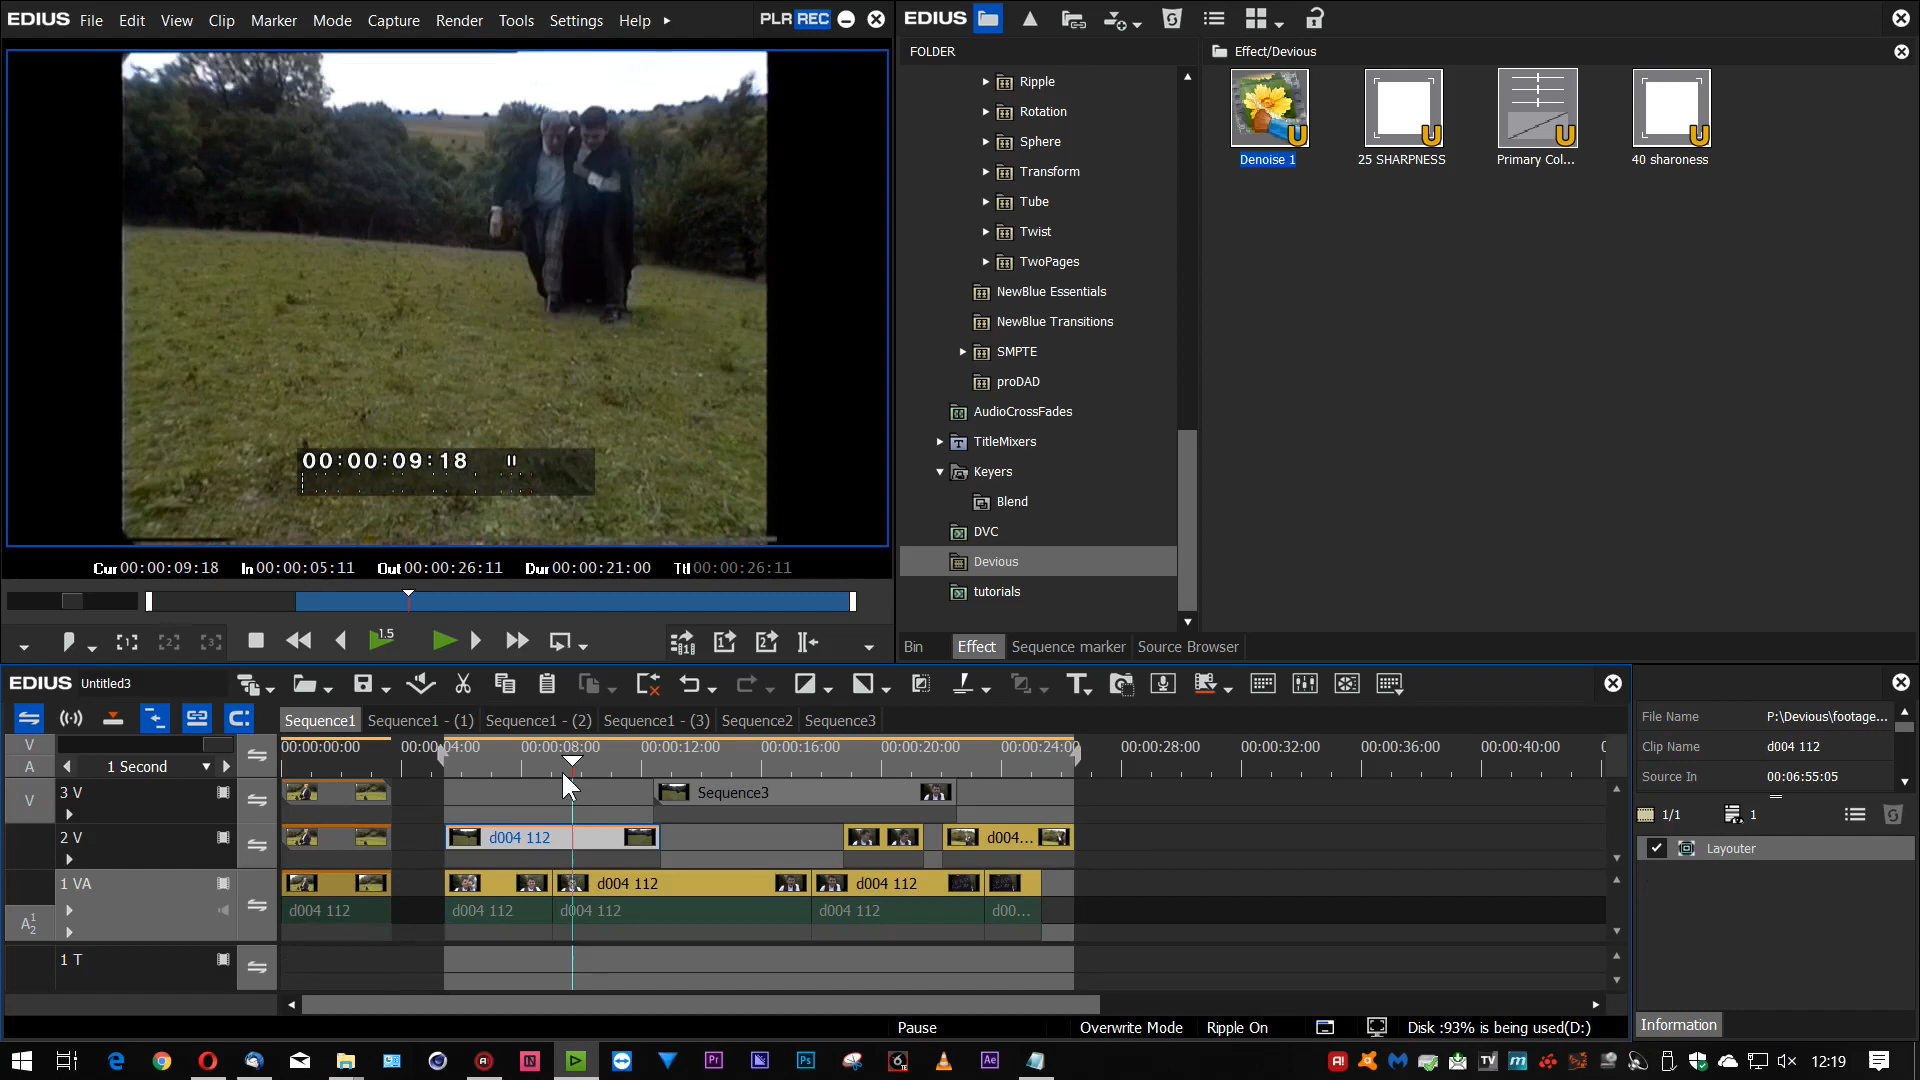 EDIUS File Edit View Clip Marker Mode Capture Render Tools Settings Help PLR REC
EDIUS
FOLDER
Effect/Devious
Ripple
Rotation
Sphere
Transform
Tube
Twist
TwoPages
NewBlue Essentials
NewBlue Transitions
SMPTE
proDAD
AudioCrossFades
TitleMixers
Keyers
Blend
DVC
Devious
tutorials
Denoise 1
25 SHARPNESS
Primary Col...
40 sharoness
00:00:09:18
Cur 00:00:09:18 In 00:00:05:11 Out 00:00:26:11 Dur 00:00:21:00 Ttl 00:00:26:11
1.5
Bin Effect Sequence marker Source Browser
EDIUS Untitled3
Sequence1 Sequence1 - (1) Sequence1 - (2) Sequence1 - (3) Sequence2 Sequence3
V
A
1 Second
00:00:00:00 00:00:04:00 00:00:08:00 00:00:12:00 00:00:16:00 00:00:20:00 00:00:24:00 00:00:28:00 00:00:32:00 00:00:36:00 00:00:40:00
V 3 V Sequence3
2 V d004 112 d004...
1 VA d004 112 d004 112
d004 112 d004 112 d004 112 d004 112 d00...
1 T
File Name P:\Devious\footage...
Clip Name d004 112
Source In 00:06:55:05
1/1 1
Layouter
Information
Pause Overwrite Mode Ripple On Disk :93% is being used(D:)
12:19